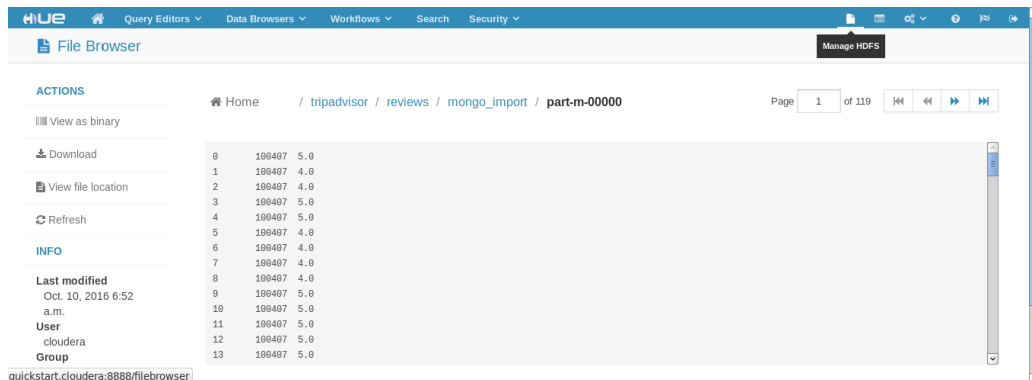 HUE Query Editors Data Browsers Workflows Search Security
File Browser
Manage HDFS
ACTIONS
Home / tripadvisor / reviews / mongo_import / part-m-00000
Page 1 of 119
View as binary
Download
View file location
Refresh
INFO
Last modified
Oct. 10, 2016 6:52
a.m.
User
cloudera
Group
0 100407 5.0
1 100407 4.0
2 100407 4.0
3 100407 5.0
4 100407 5.0
5 100407 4.0
6 100407 4.0
7 100407 4.0
8 100407 4.0
9 100407 5.0
10 100407 5.0
11 100407 5.0
12 100407 5.0
13 100407 5.0
quickstart.cloudera:8888/filebrowser